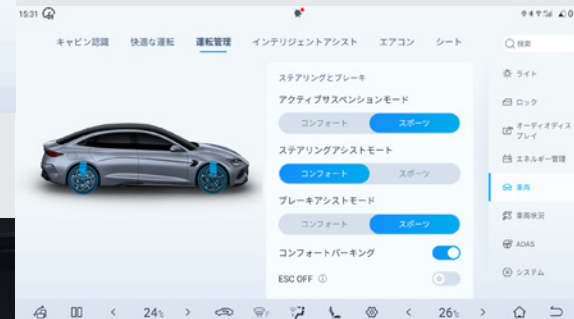 15:31
キャビン認識 快適な運転 運転管理 インテリジェントアシスト エアコン シート
検索
ステアリングとブレーキ
アクティブサスペンションモード
コンフォート スポーツ
ステアリングアシストモート
コンフォート スポーツ
ブレーキアシストモード
コンフォート スポーツ
コンフォートパーキング
ESC OFF
ライト
ロック
オーディオディス
プレイ
エネルギー管理
車両
車両状況
ADAS
システム
24℃ 26℃